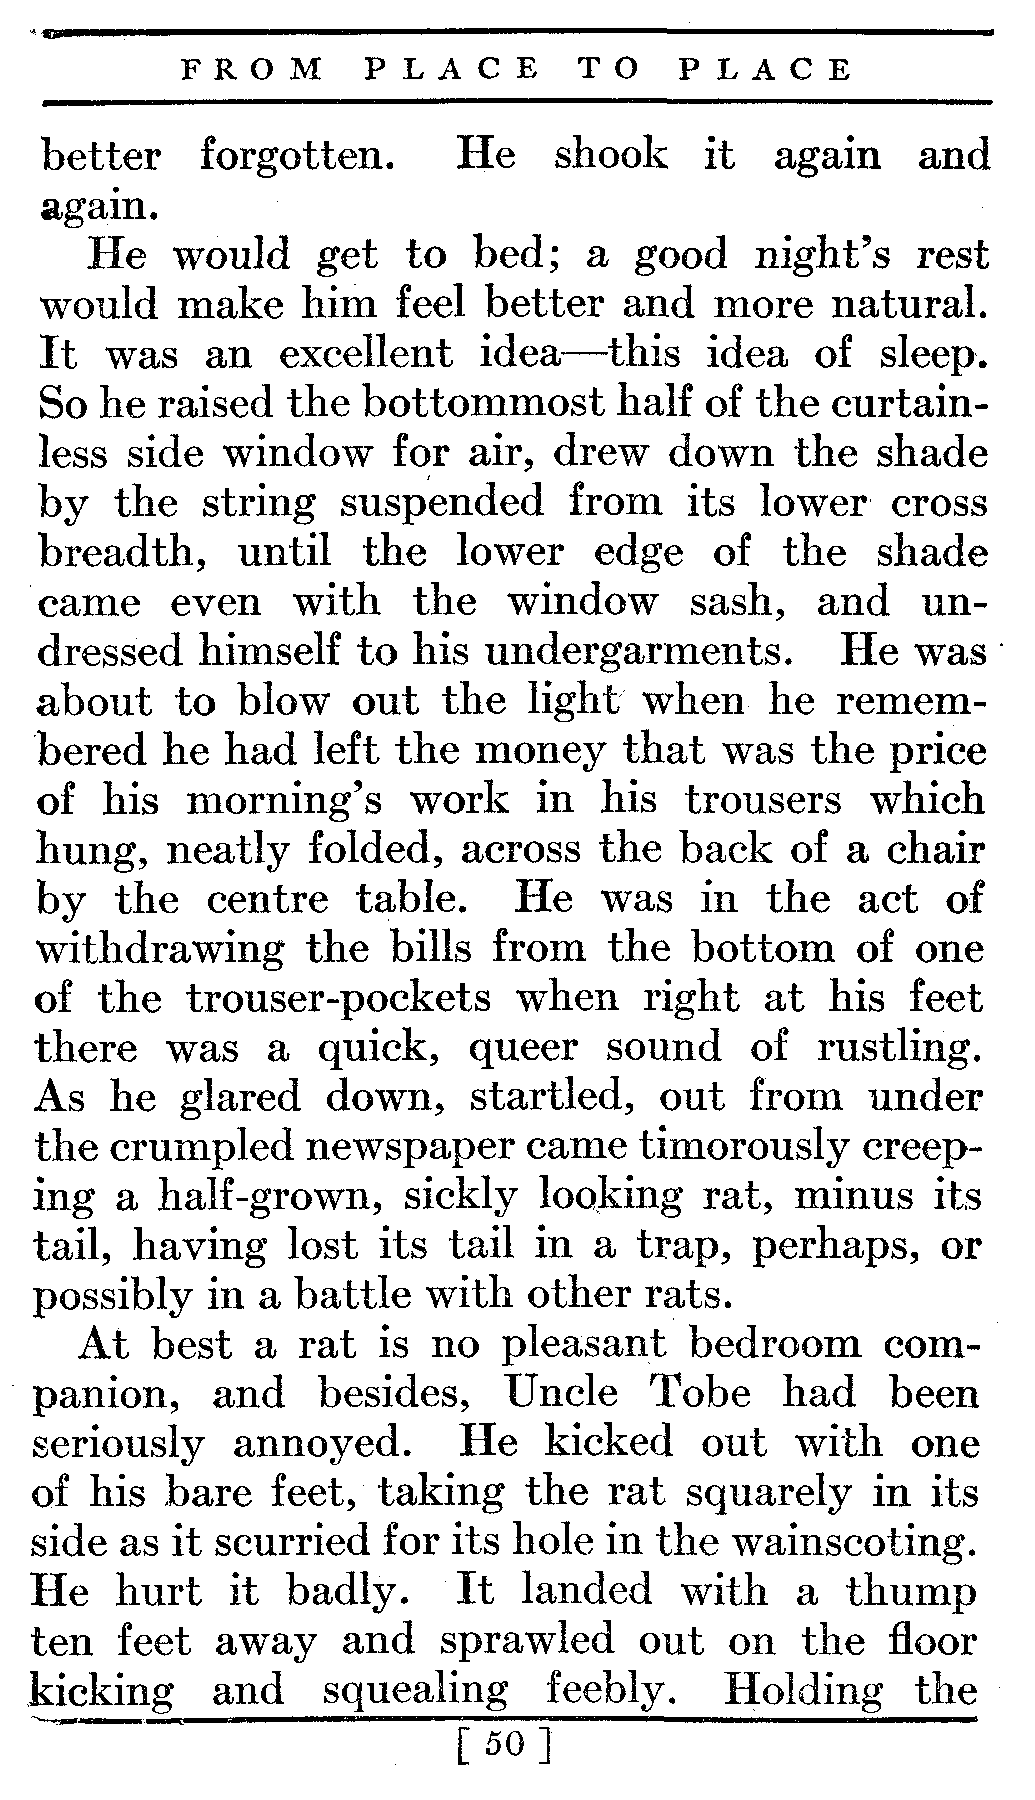 FROM PLACE TO PLACE
better forgotten. He shook it again and
again.
He would get to bed; a good night's rest
would make him feel better and more natural.
It was an excellent idea—this idea of sleep.
So he raised the bottommost half of the curtain-
less side window for air, drew down the shade
by the string suspended from its lower cross
breadth, until the lower edge of the shade
came even with the window sash, and un-
dressed himself to his undergarments. He was
about to blow out the light when he remem-
bered he had left the money that was the price
of his morning's work in his trousers which
hung, neatly folded, across the back of a chair
by the centre table. He was in the act of
withdrawing the bills from the bottom of one
of the trouser-pockets when right at his feet
there was a quick, queer sound of rustling.
As he glared down, startled, out from under
the crumpled newspaper came timorously creep-
ing a half-grown, sickly looking rat, minus its
tail, having lost its tail in a trap, perhaps, or
possibly in a battle with other rats.
At best a rat is no pleasant bedroom com-
panion, and besides, Uncle Tobe had been
seriously annoyed. He kicked out with one
of his bare feet, taking the rat squarely in its
side as it scurried for its hole in the wainscoting.
He hurt it badly. It landed with a thump
ten feet away and sprawled out on the floor
kicking and squealing feebly. Holding the
[ 50 ]